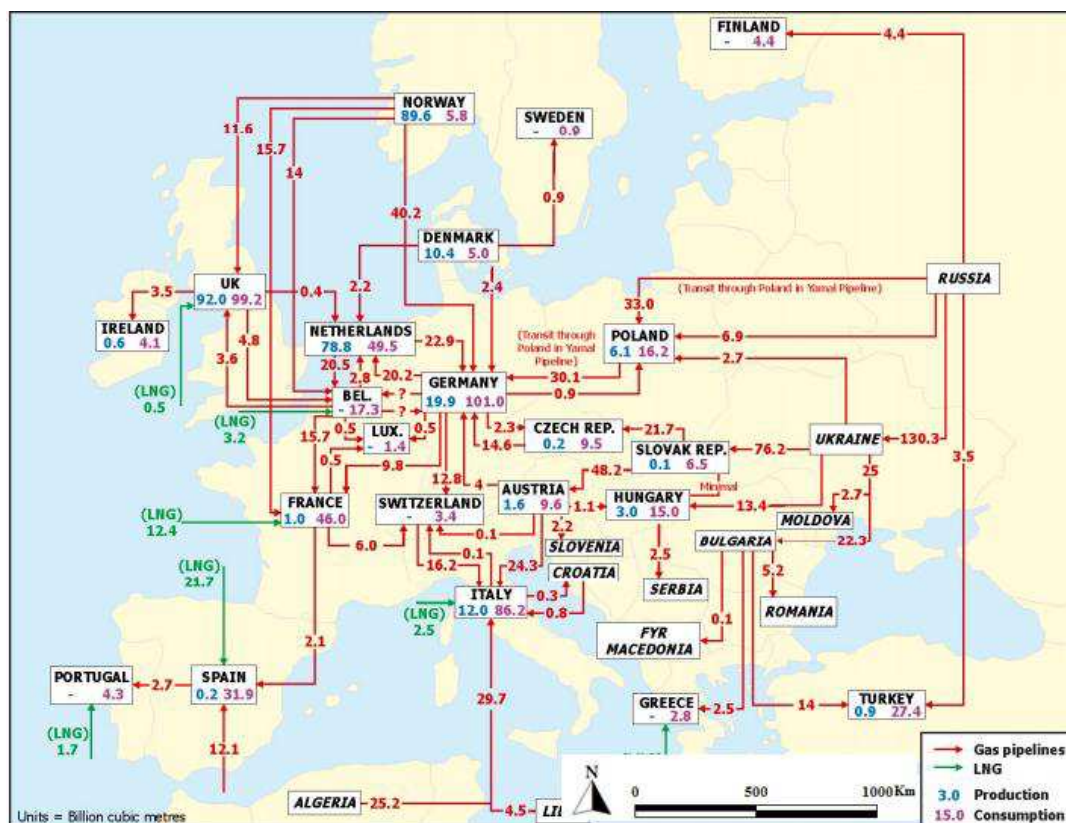 FINLAND
- 4.4
4.4
NORWAY
89.6 5.8
SWEDEN
- 0.9
11.6
15.7
14
40.2
0.9
DENMARK
10.4 5.0
2.2
2.4
UK
92.0 99.2
3.5
0.4
IRELAND
0.6 4.1
RUSSIA
(Transit through Poland in Yamal Pipeline)
33.0
NETHERLANDS
78.8 49.5
22.9
(Transit through
Poland in Yamal
Pipeline)
POLAND
6.1 16.2
6.9
2.7
3.6
4.8
20.5
2.8
20.2
GERMANY
19.9 101.0
30.1
0.9
(LNG)
0.5
BEL.
- 17.3
?
?
(LNG)
3.2
0.5
0.5
LUX.
- 1.4
15.7
0.5
9.8
2.3
14.6
CZECH REP.
0.2 9.5
21.7
SLOVAK REP.
0.1 6.5
76.2
UKRAINE
130.3
3.5
25
12.8
4
48.2
Minimal
FRANCE
1.0 46.0
SWITZERLAND
- 3.4
AUSTRIA
1.6 9.6
1.1
HUNGARY
3.0 15.0
13.4
2.7
MOLDOVA
(LNG)
12.4
6.0
0.1
2.2
SLOVENIA
BULGARIA
22.3
0.1
16.2
24.3
CROATIA
2.5
5.2
(LNG)
21.7
ITALY
12.0 86.2
0.3
0.8
SERBIA
ROMANIA
(LNG)
2.5
0.1
2.1
FYR
MACEDONIA
PORTUGAL
- 4.3
2.7
SPAIN
0.2 31.9
29.7
GREECE
- 2.8
2.5
14
TURKEY
0.9 27.4
(LNG)
1.7
12.1
ALGERIA
25.2
4.5
N
0 500 1000 Km
Gas pipelines
LNG
3.0 Production
15.0 Consumption
Units = Billion cubic metres